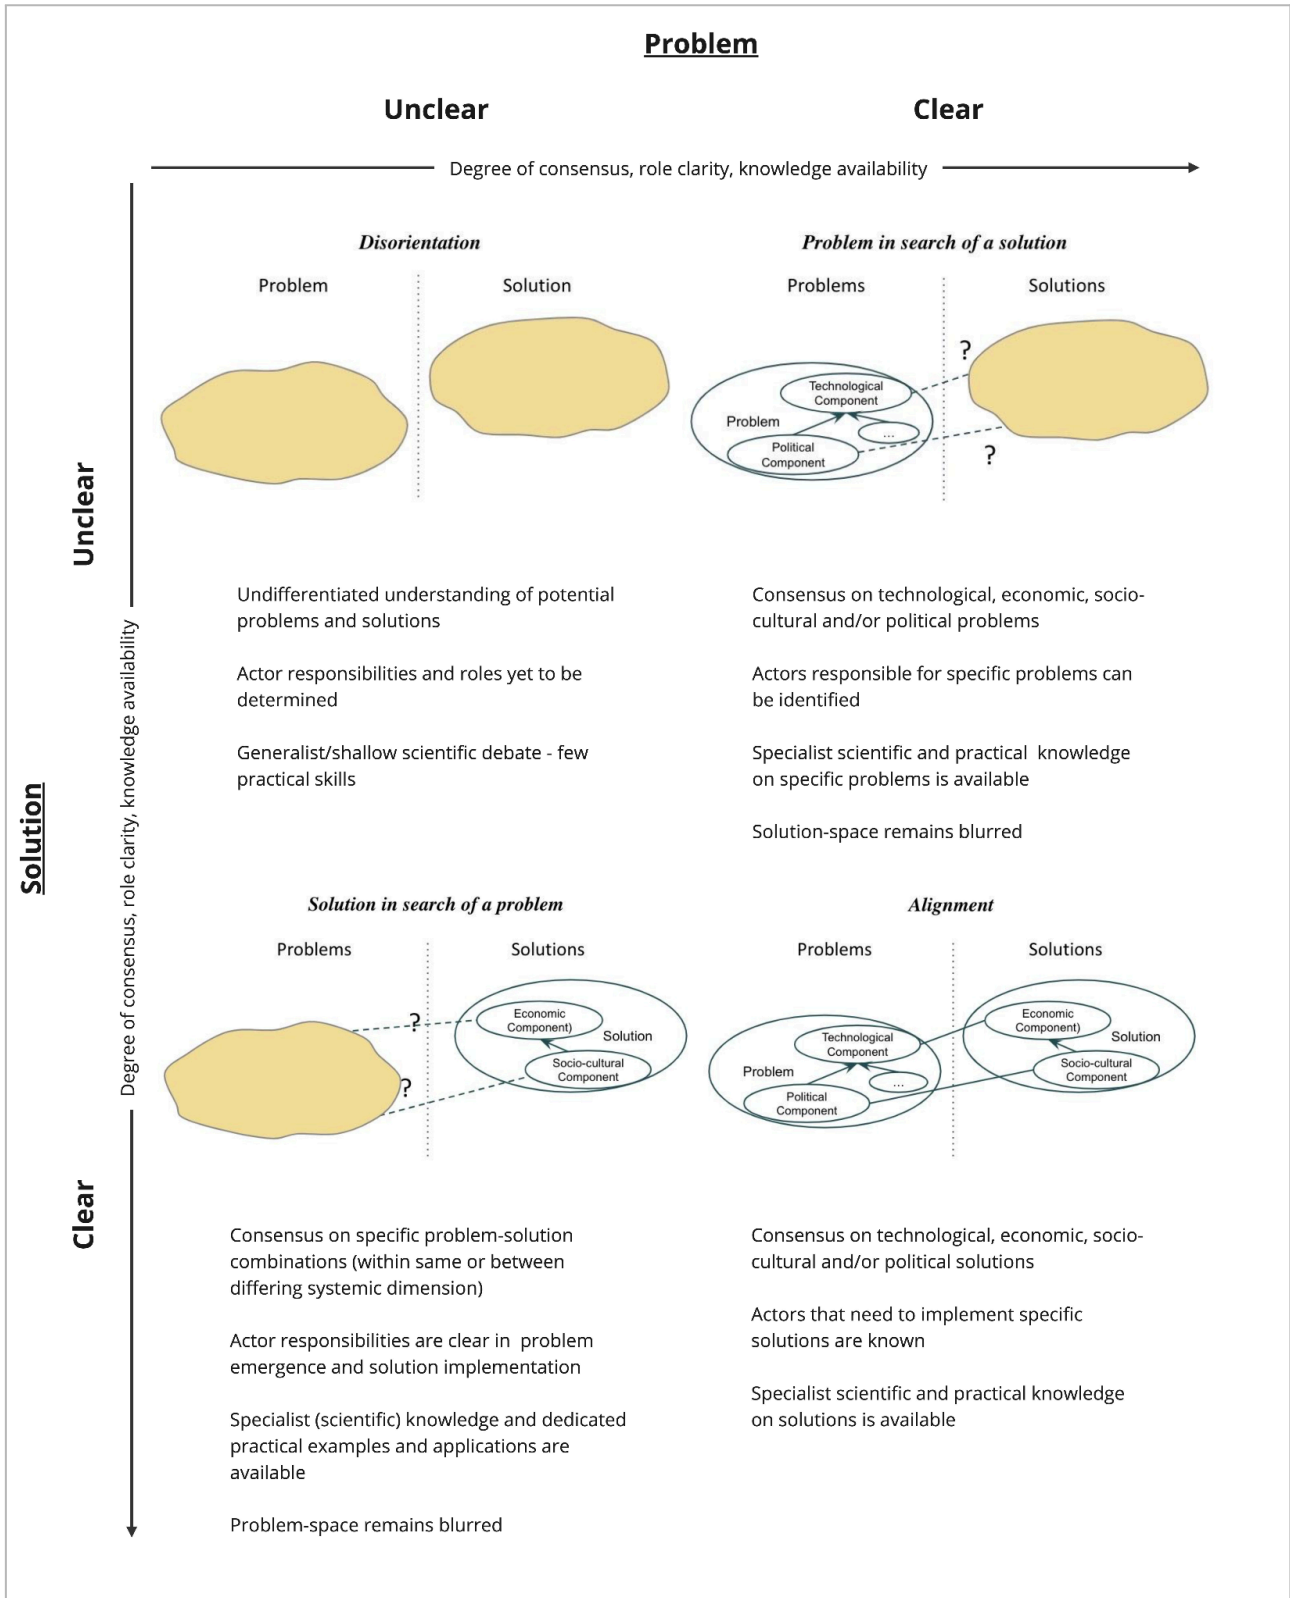 Problem
Unclear
Clear
Degree of consensus, role clarity, knowledge availability
Solution
Unclear
Degree of consensus, role clarity, knowledge availability
Clear
Disorientation
Problem
Solution
Undifferentiated understanding of potential
problems and solutions
Actor responsibilities and roles yet to be
determined
Generalist/shallow scientific debate - few
practical skills
Problem in search of a solution
Problems
Solutions
?
Technological
Component
Problem
...
Political
Component
?
Consensus on technological, economic, socio-
cultural and/or political problems
Actors responsible for specific problems can
be identified
Specialist scientific and practical  knowledge
on specific problems is available
Solution-space remains blurred
Solution in search of a problem
Problems
Solutions
?
Economic
Component)
Solution
Socio-cultural
Component
?
Consensus on specific problem-solution
combinations (within same or between
differing systemic dimension)
Actor responsibilities are clear in  problem
emergence and solution implementation
Specialist (scientific) knowledge and dedicated
practical examples and applications are
available
Problem-space remains blurred
Alignment
Problems
Solutions
Technological
Component
Problem
...
Political
Component
Economic
Component)
Solution
Socio-cultural
Component
Consensus on technological, economic, socio-
cultural and/or political solutions
Actors that need to implement specific
solutions are known
Specialist scientific and practical knowledge
on solutions is available